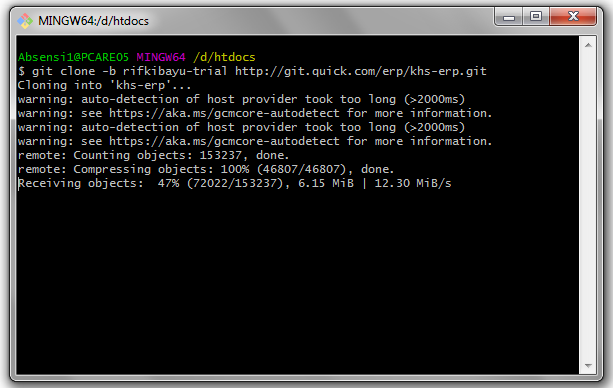 MINGW64:/d/htdocs
Absensi1@PCARE05 MINGW64 /d/htdocs
$ git clone -b rifkibayu-trial http://git.quick.com/erp/khs-erp.git
Cloning into 'khs-erp'...
warning: auto-detection of host provider took too long (>2000ms)
warning: see https://aka.ms/gcmcore-autodetect for more information.
warning: auto-detection of host provider took too long (>2000ms)
warning: see https://aka.ms/gcmcore-autodetect for more information.
remote: Counting objects: 153237, done.
remote: Compressing objects: 100% (46807/46807), done.
Receiving objects:  47% (72022/153237), 6.15 MiB | 12.30 MiB/s